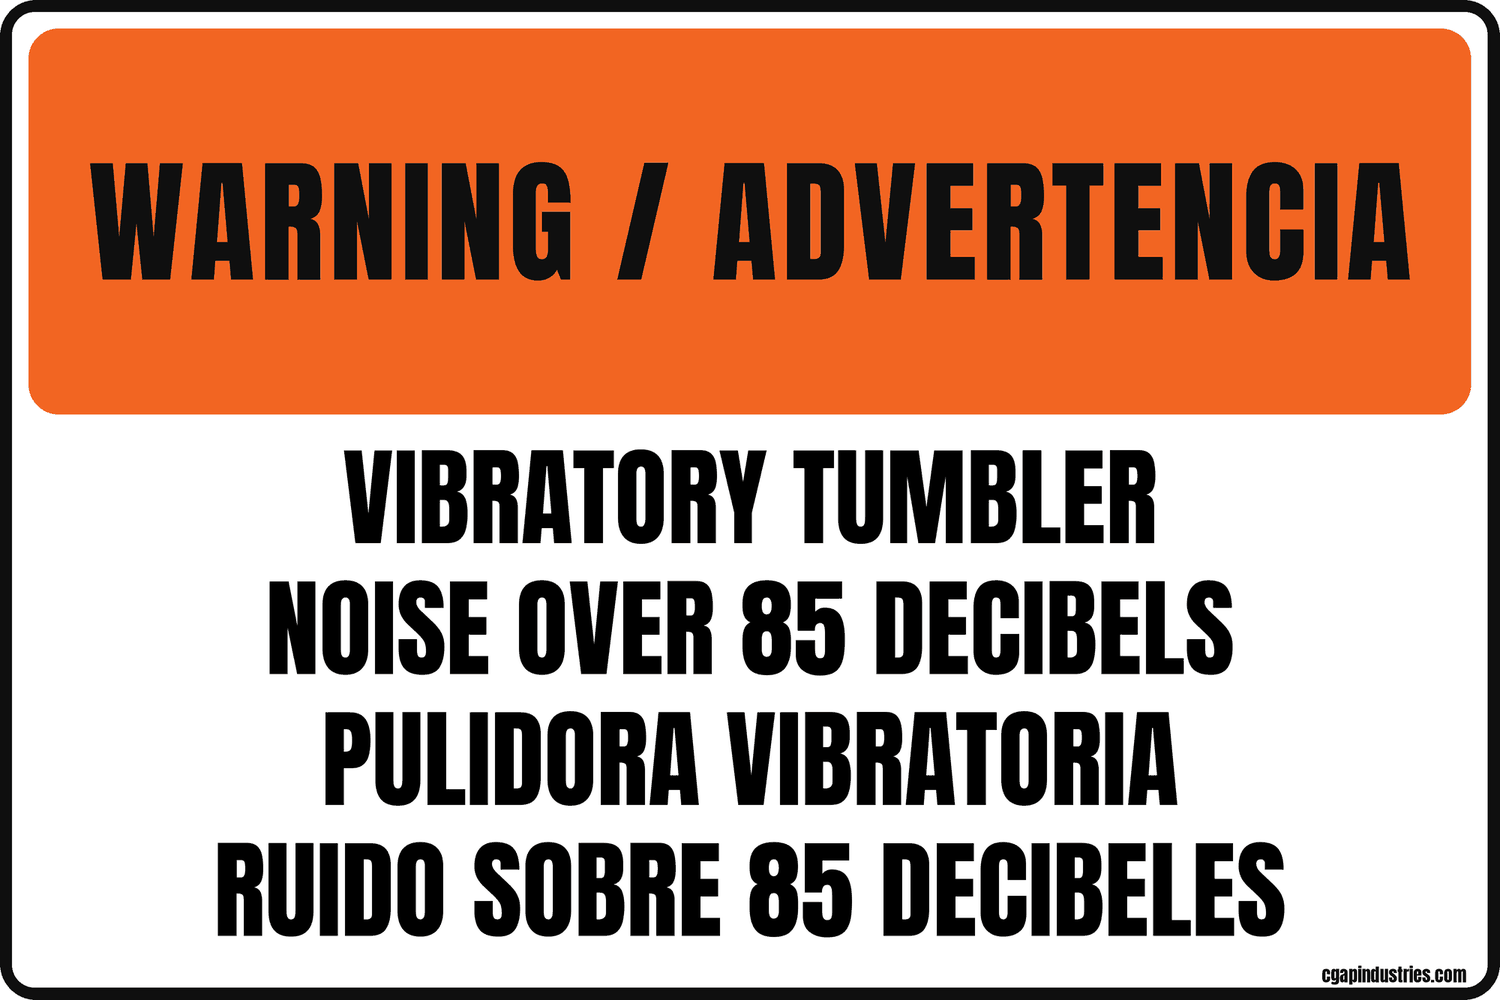 WARNING / ADVERTENCIA
VIBRATORY TUMBLER
NOISE OVER 85 DECIBELS
PULIDORA VIBRATORIA
RUIDO SOBRE 85 DECIBELES
cgapindustries.com